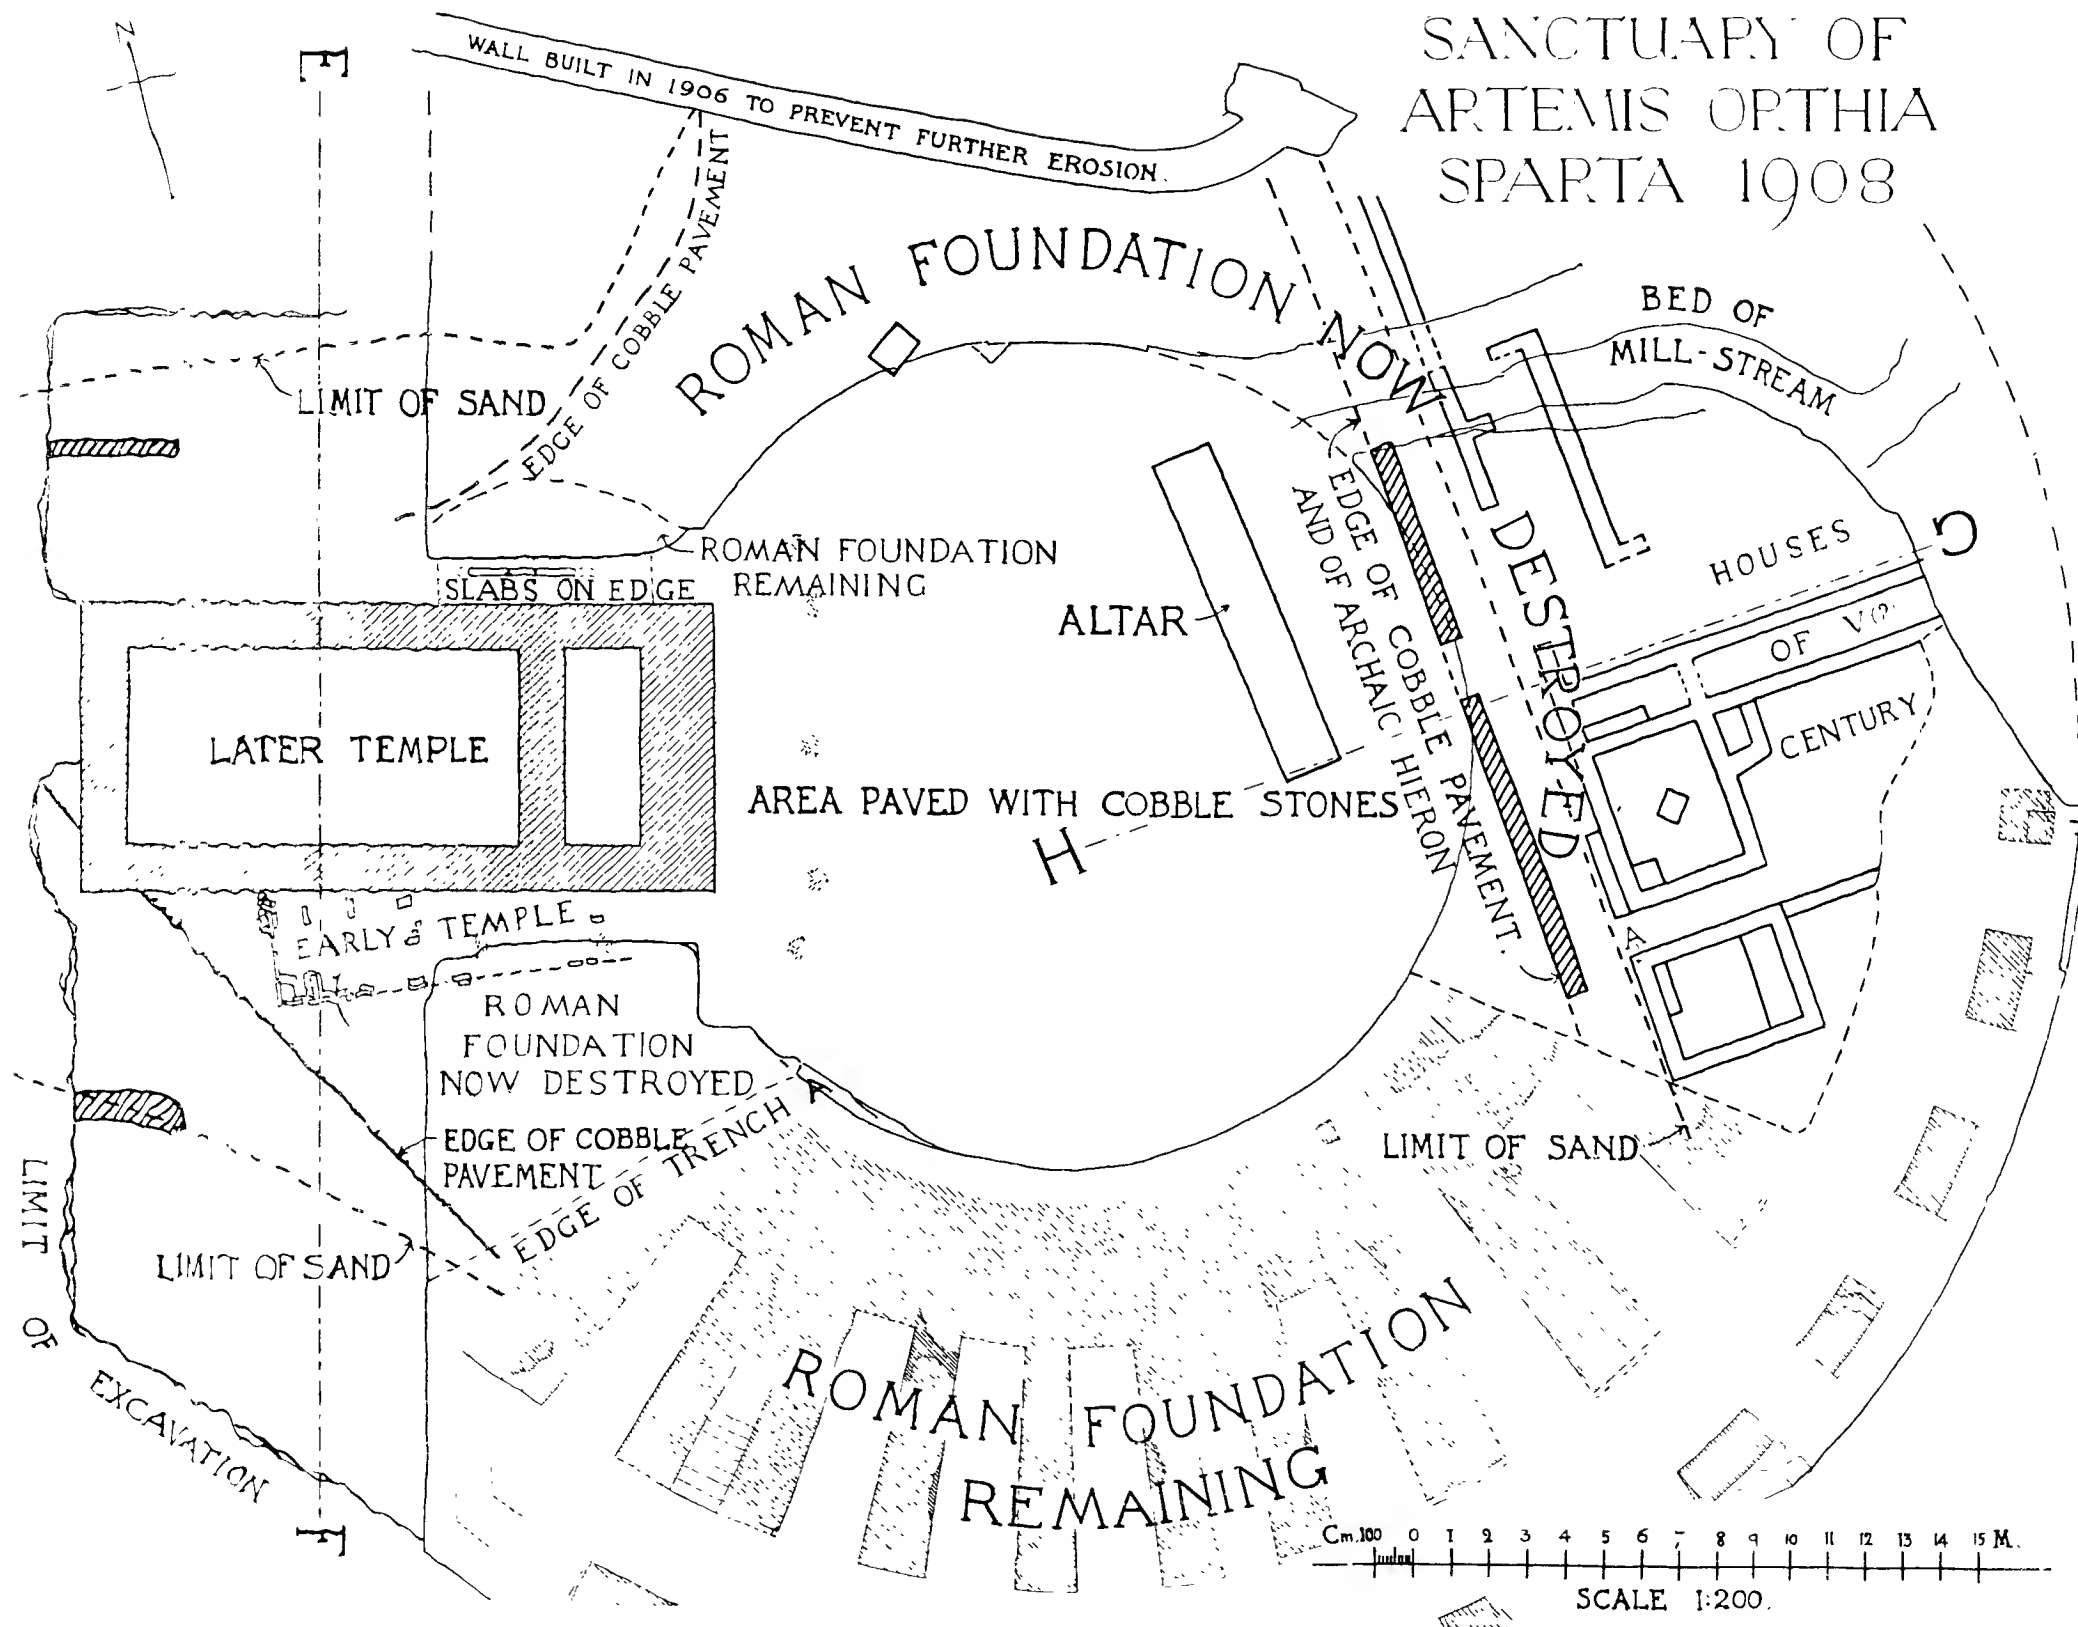 SANCTUARY OF
ARTEMIS ORTHIA
SPARTA 1908
N
WALL BUILT IN 1906 TO PREVENT FURTHER EROSION.
EDGE OF COBBLE PAVEMENT
ROMAN FOUNDATION NOW DESTROYED
BED OF
MILL-STREAM
LIMIT OF SAND
ROMAN FOUNDATION
REMAINING
SLABS ON EDGE
ALTAR
EDGE OF COBBLE PAVEMENT.
AND OF ARCHAIC HIERON
HOUSES
OF V(?).
CENTURY
G
LATER TEMPLE
AREA PAVED WITH COBBLE STONES
H
EARLY TEMPLE
A
ROMAN
FOUNDATION
NOW DESTROYED
A
EDGE OF COBBLE
PAVEMENT
EDGE OF TRENCH
LIMIT OF SAND
LIMIT OF SAND
LIMIT OF EXCAVATION
ROMAN FOUNDATION
REMAINING
Cm.100 0 1 2 3 4 5 6 7 8 9 10 11 12 13 14 15 M.
SCALE 1:200.